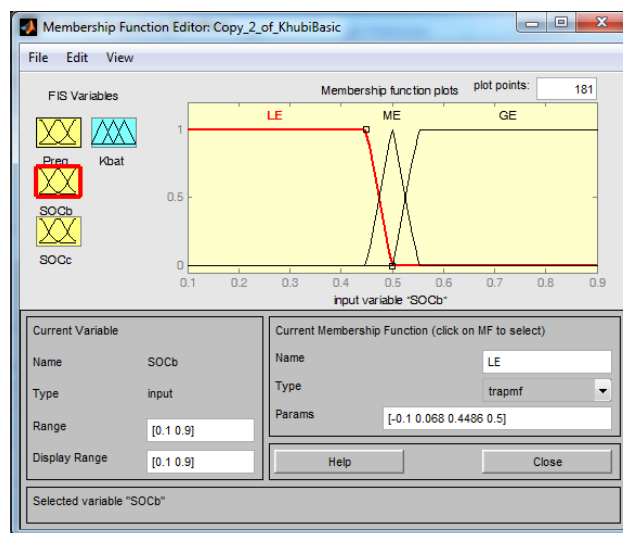 Membership Function Editor: Copy_2_of_KhubiBasic
File Edit View
FIS Variables
Membership function plots plot points: 181
LE ME GE
1
0.5
0
0.1 0.2 0.3 0.4 0.5 0.6 0.7 0.8 0.9
input variable "SOCb"
Preq Kbat
SOCb
SOCc
Current Variable
Name SOCb
Type input
Range [0.1 0.9]
Display Range [0.1 0.9]
Current Membership Function (click on MF to select)
Name LE
Type trapmf
Params [-0.1 0.068 0.4486 0.5]
Help Close
Selected variable "SOCb"